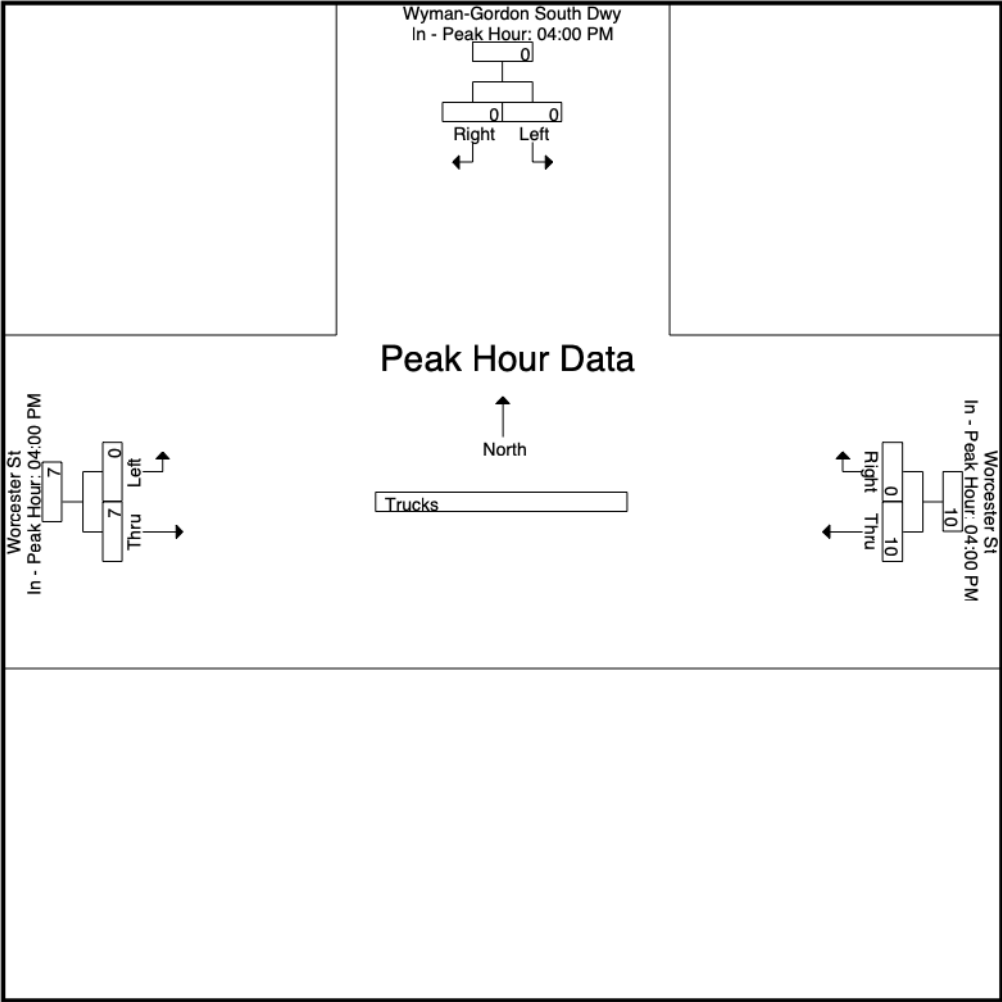 Wyman-Gordon South Dwy
In - Peak Hour: 04:00 PM
0
0 0
Right Left
Peak Hour Data
North
Trucks
Worcester St
In - Peak Hour: 04:00 PM
7
0
7
Left
Thru
Right
Thru
0
10
10
In - Peak Hour: 04:00 PM
Worcester St